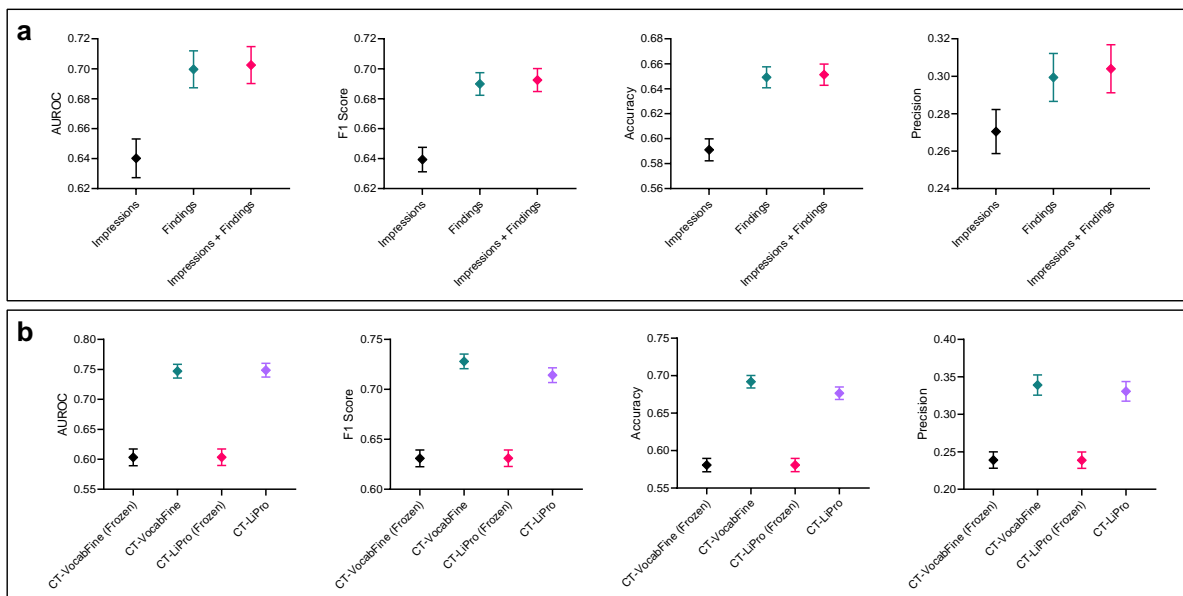 a
AUROC
0.72
0.70
0.68
0.66
0.64
0.62
Impressions
Findings
Impressions + Findings
F1 Score
0.72
0.70
0.68
0.66
0.64
0.62
Impressions
Findings
Impressions + Findings
Accuracy
0.68
0.66
0.64
0.62
0.60
0.58
0.56
Impressions
Findings
Impressions + Findings
Precision
0.32
0.30
0.28
0.26
0.24
Impressions
Findings
Impressions + Findings
b
AUROC
0.80
0.75
0.70
0.65
0.60
0.55
CT-VocabFine (Frozen)
CT-VocabFine
CT-LiPro (Frozen)
CT-LiPro
F1 Score
0.75
0.70
0.65
0.60
CT-VocabFine (Frozen)
CT-VocabFine
CT-LiPro (Frozen)
CT-LiPro
Accuracy
0.75
0.70
0.65
0.60
0.55
CT-VocabFine (Frozen)
CT-VocabFine
CT-LiPro (Frozen)
CT-LiPro
Precision
0.40
0.35
0.30
0.25
0.20
CT-VocabFine (Frozen)
CT-VocabFine
CT-LiPro (Frozen)
CT-LiPro